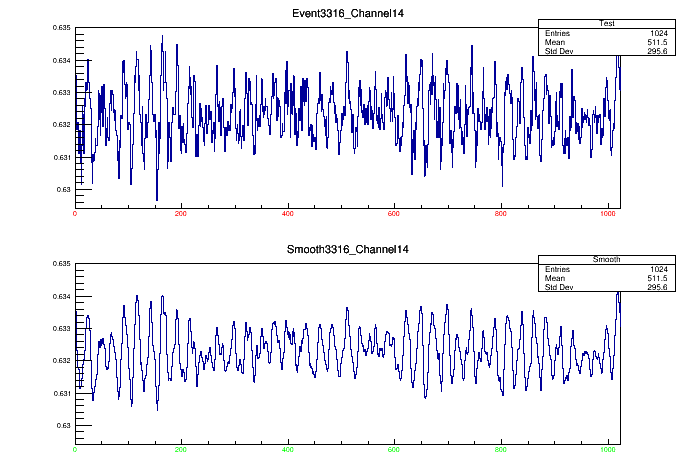 Event3316_Channel14
Test
Entries 1024
Mean 511.5
Std Dev 295.6
0.635
0.634
0.633
0.632
0.631
0.63
0 200 400 600 800 1000
Smooth3316_Channel14
Smooth
Entries 1024
Mean 511.5
Std Dev 295.6
0.635
0.634
0.633
0.632
0.631
0.63
0 200 400 600 800 1000